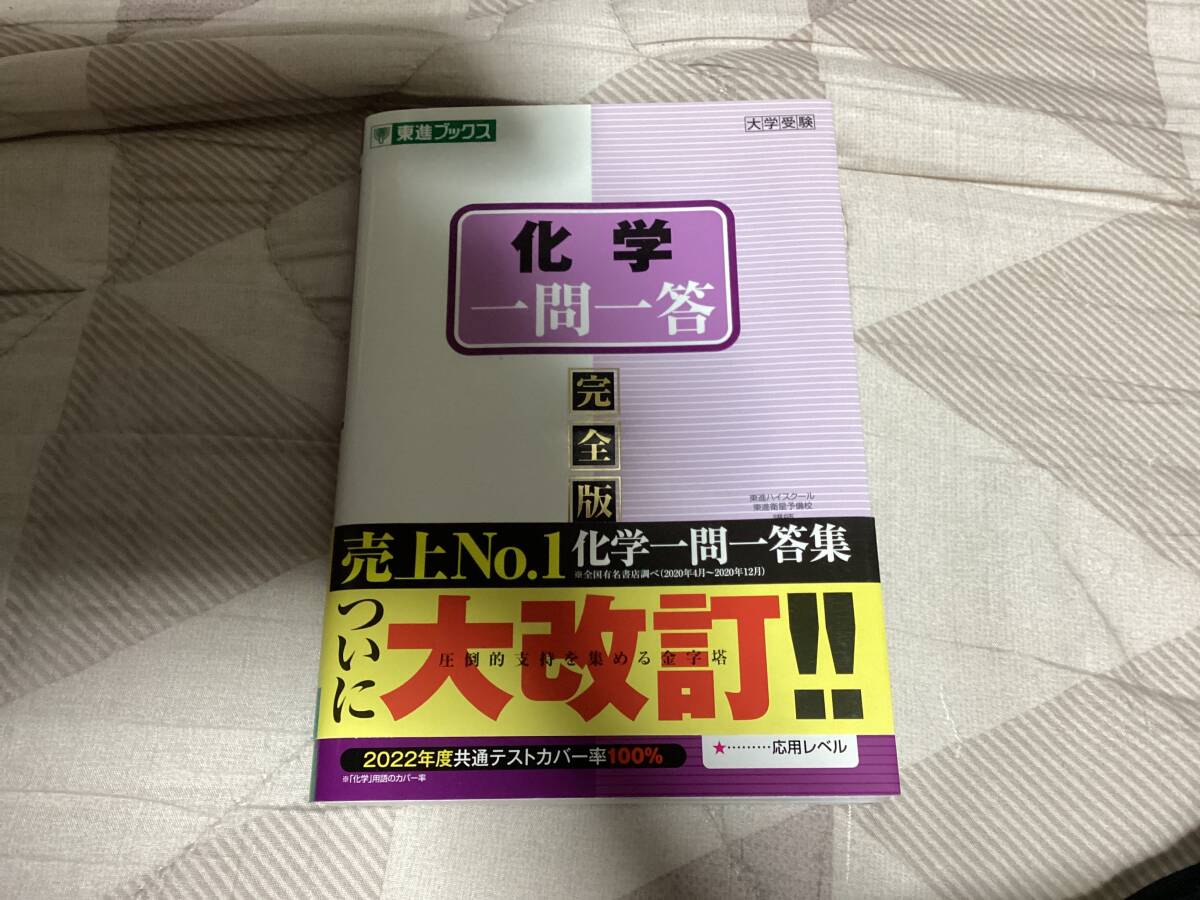 東進ブックス
大学受験
化学
一問一答
完全版
東進ハイスクール
東進衛星予備校
講師
売上No.1 化学一問一答集
※全国有名書店調べ(2020年4月~2020年12月)
ついに
大改訂!!
圧倒的支持を集める金字塔
2022年度共通テストカバー率100%
※「化学」用語のカバー率
★………応用レベル